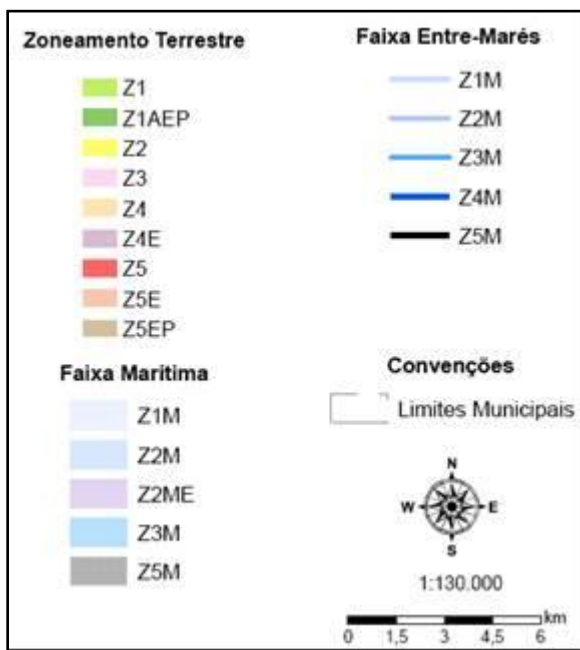 Zoneamento Terrestre
Z1
Z1AEP
Z2
Z3
Z4
Z4E
Z5
Z5E
Z5EP
Faixa Entre-Marés
Z1M
Z2M
Z3M
Z4M
Z5M
Faixa Maritima
Z1M
Z2M
Z2ME
Z3M
Z5M
Convenções
Limites Municipais
N
W E
S
1:130.000
km
0 1,5 3 4,5 6